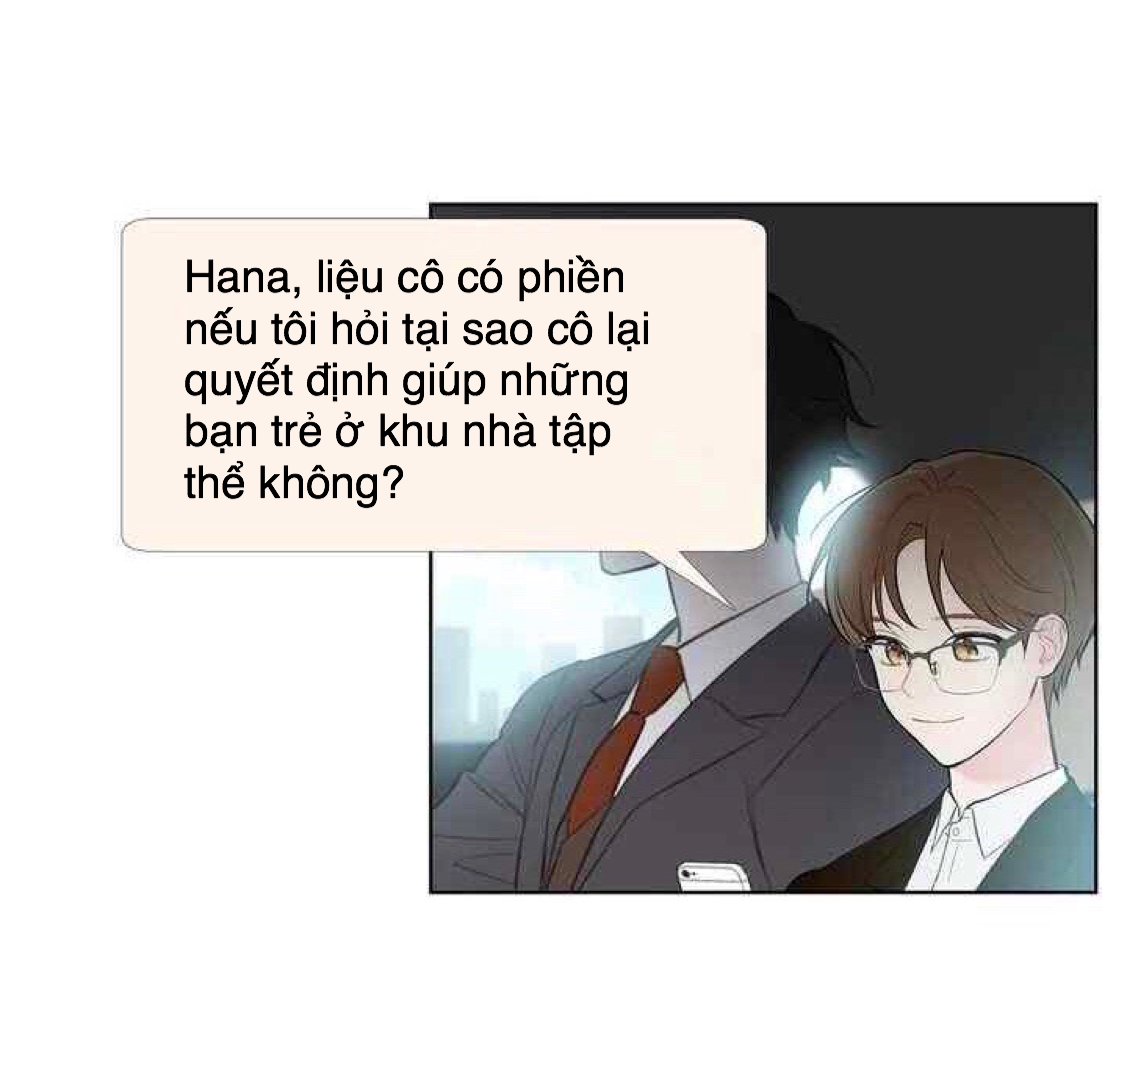 Hana, liệu cô có phiền
nếu tôi hỏi tại sao cô lại
quyết định giúp những
bạn trẻ ở khu nhà tập
thể không?